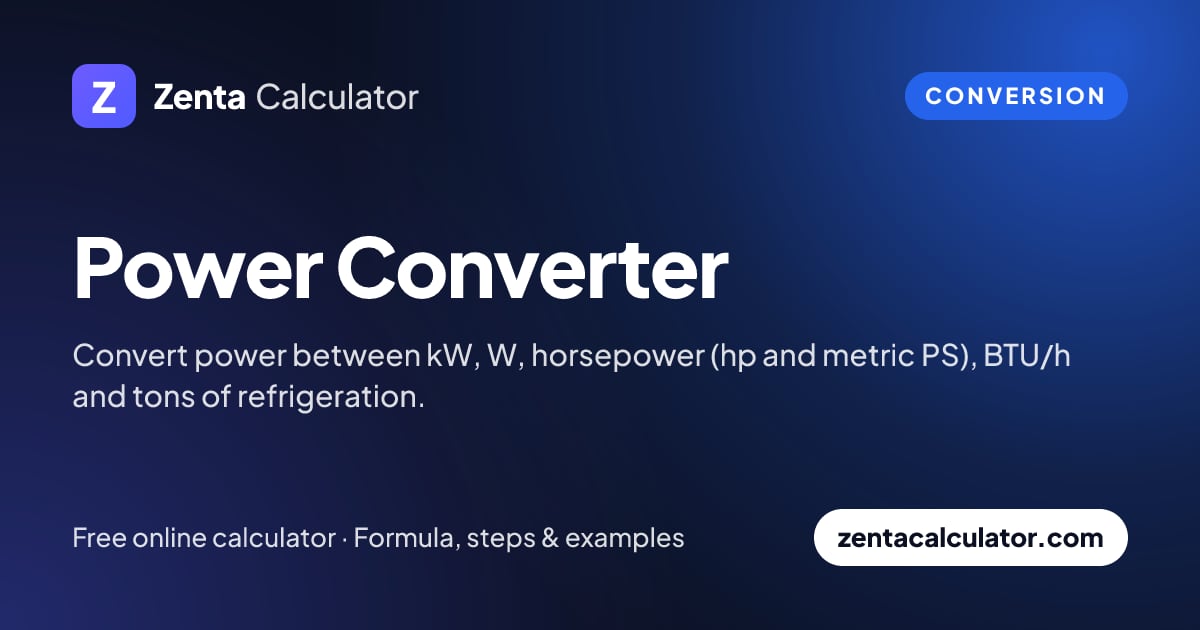 Z
Zenta Calculator
CONVERSION
Power Converter
Convert power between kW, W, horsepower (hp and metric PS), BTU/h
and tons of refrigeration.
Free online calculator · Formula, steps & examples
zentacalculator.com